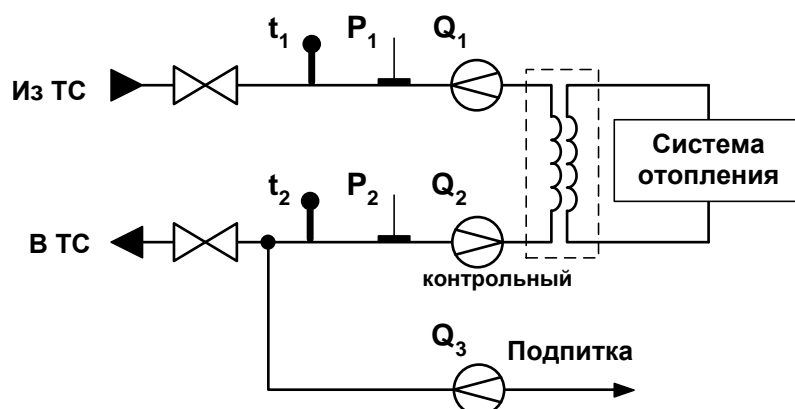 t₁ P₁ Q₁
Из ТС
Система
отопления
t₂ P₂ Q₂
В ТС
контрольный
Q₃ Подпитка